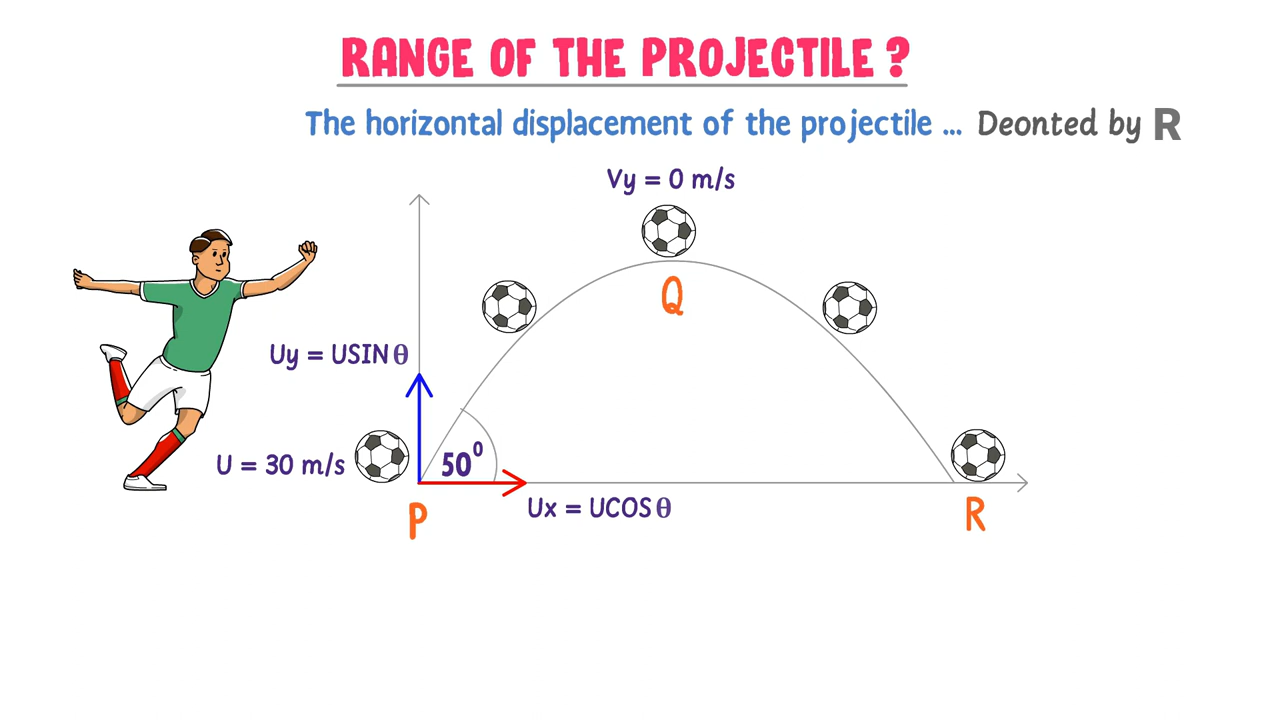 RANGE OF THE PROJECTILE ?
The horizontal displacement of the projectile ... Deonted by R
Vy = 0 m/s
Q
Uy = USIN θ
U = 30 m/s
50⁰
Ux = UCOS θ
P
R